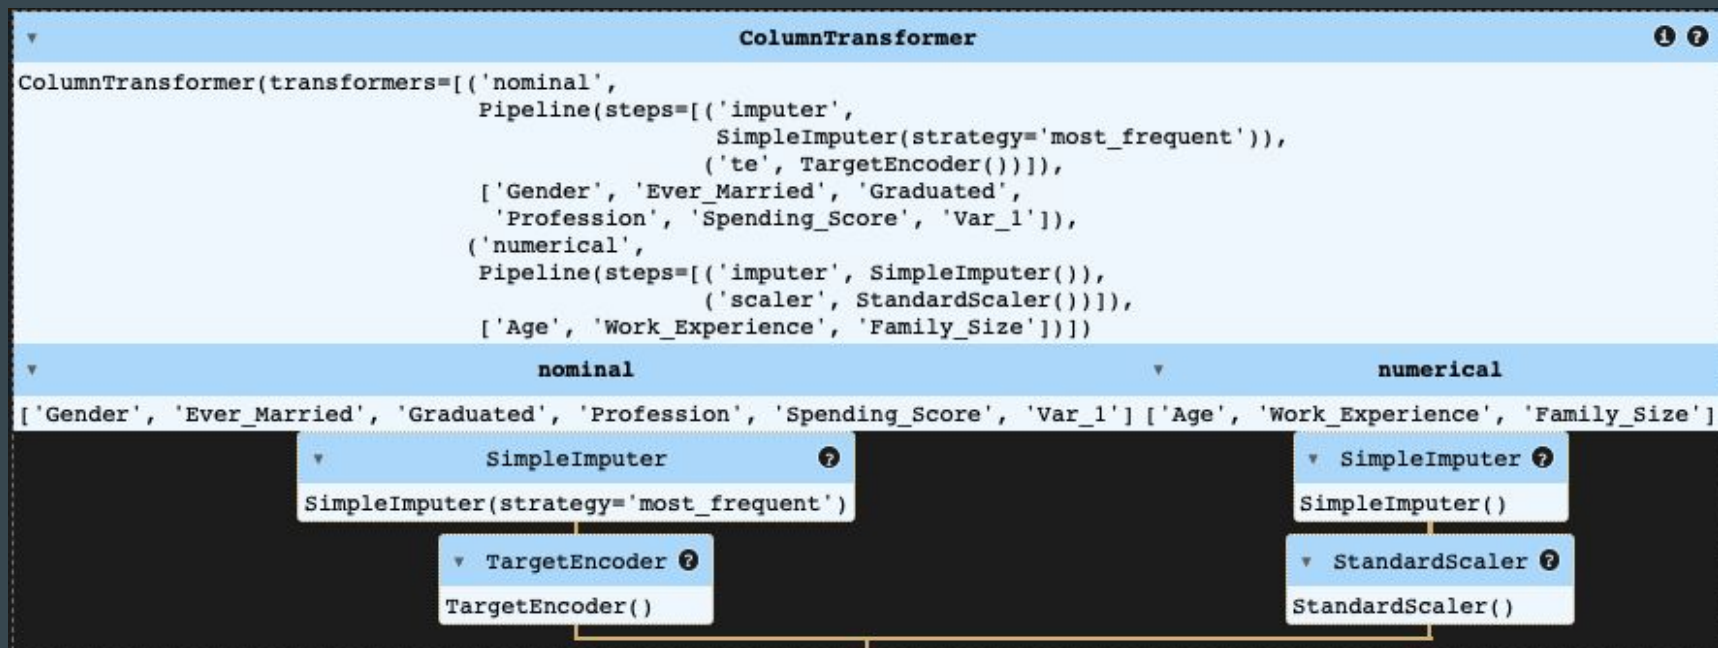 ColumnTransformer
ColumnTransformer(transformers=[('nominal',
Pipeline(steps=[('imputer',
SimpleImputer(strategy='most_frequent')),
('te', TargetEncoder())]),
['Gender', 'Ever_Married', 'Graduated',
'Profession', 'Spending_Score', 'Var_1']),
('numerical',
Pipeline(steps=[('imputer', SimpleImputer()),
('scaler', StandardScaler())]),
['Age', 'Work_Experience', 'Family_Size'])])
nominal numerical
['Gender', 'Ever_Married', 'Graduated', 'Profession', 'Spending_Score', 'Var_1'] ['Age', 'Work_Experience', 'Family_Size']
SimpleImputer ? SimpleImputer ?
SimpleImputer(strategy='most_frequent') SimpleImputer()
TargetEncoder ? StandardScaler ?
TargetEncoder() StandardScaler()